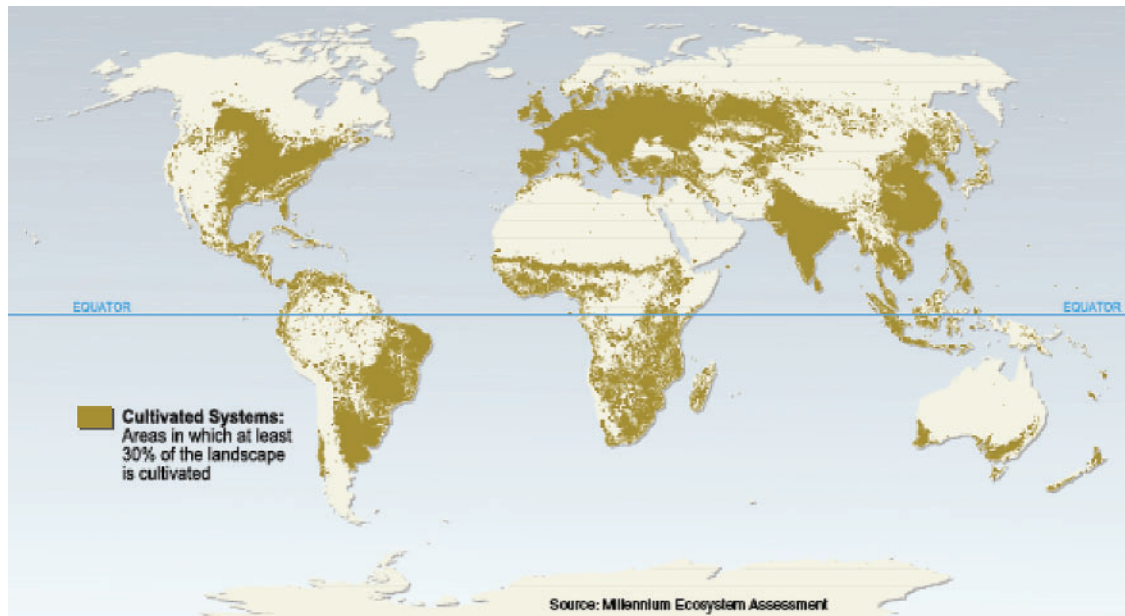 EQUATOR
EQUATOR
Cultivated Systems:
Areas in which at least
30% of the landscape
is cultivated
Source: Millennium Ecosystem Assessment